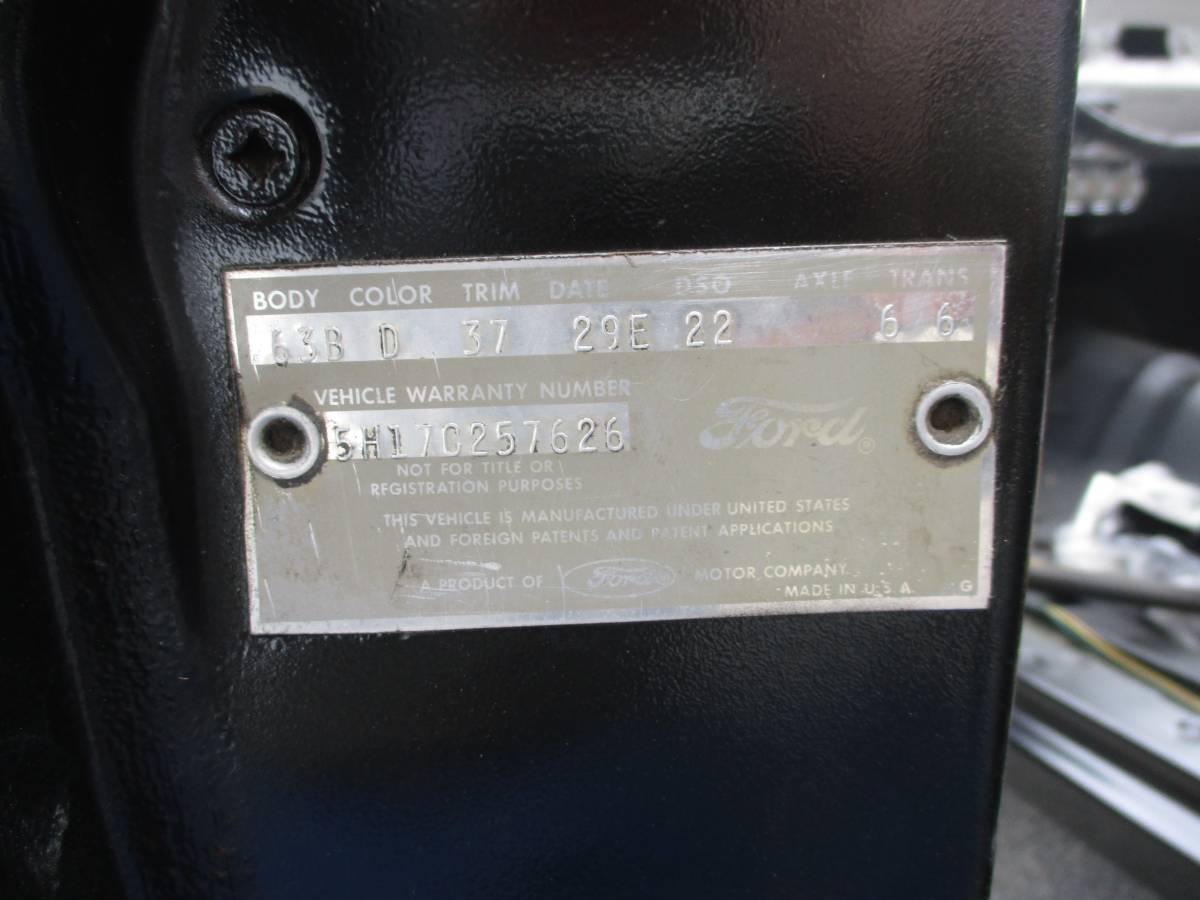 BODY COLOR TRIM DATE DSO AXLE TRANS
63B D 37 29E 22 6 6
VEHICLE WARRANTY NUMBER
5H17C257626
Ford®
NOT FOR TITLE OR
REGISTRATION PURPOSES
THIS VEHICLE IS MANUFACTURED UNDER UNITED STATES
AND FOREIGN PATENTS AND PATENT APPLICATIONS
A PRODUCT OF Ford MOTOR COMPANY
MADE IN U.S.A. G